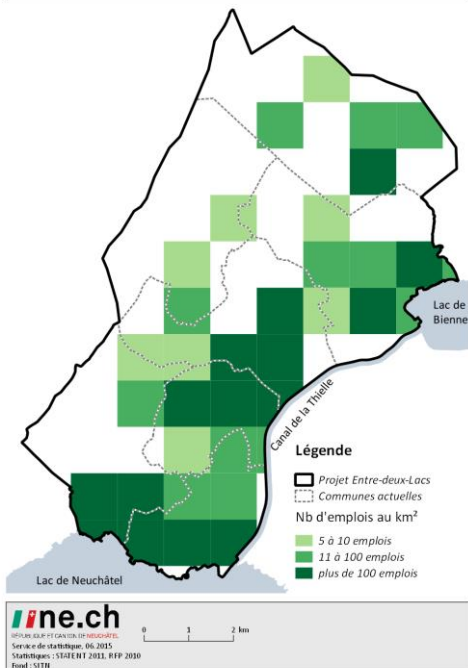 Lac de
Bienne
Canal de la Thielle
Légende
Projet Entre-deux-Lacs
Communes actuelles
Nb d'emplois au km²
5 à 10 emplois
11 à 100 emplois
plus de 100 emplois
Lac de Neuchâtel
ne.ch
RÉPUBLIQUE ET CANTON DE NEUCHÂTEL
0 1 2 km
Service de statistique, 06.2015
Statistiques : STATENT 2011, RFP 2010
Fond : SITN